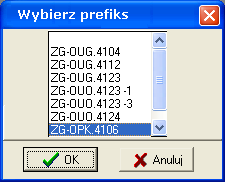 Wybierz prefiks
ZG-OUG.4104
ZG-OUG.4112
ZG-OUG.4123
ZG-OUO.4123 -1
ZG-OUO.4123 -3
ZG-OUO.4124
ZG-OPK.4106
OK
Anuluj